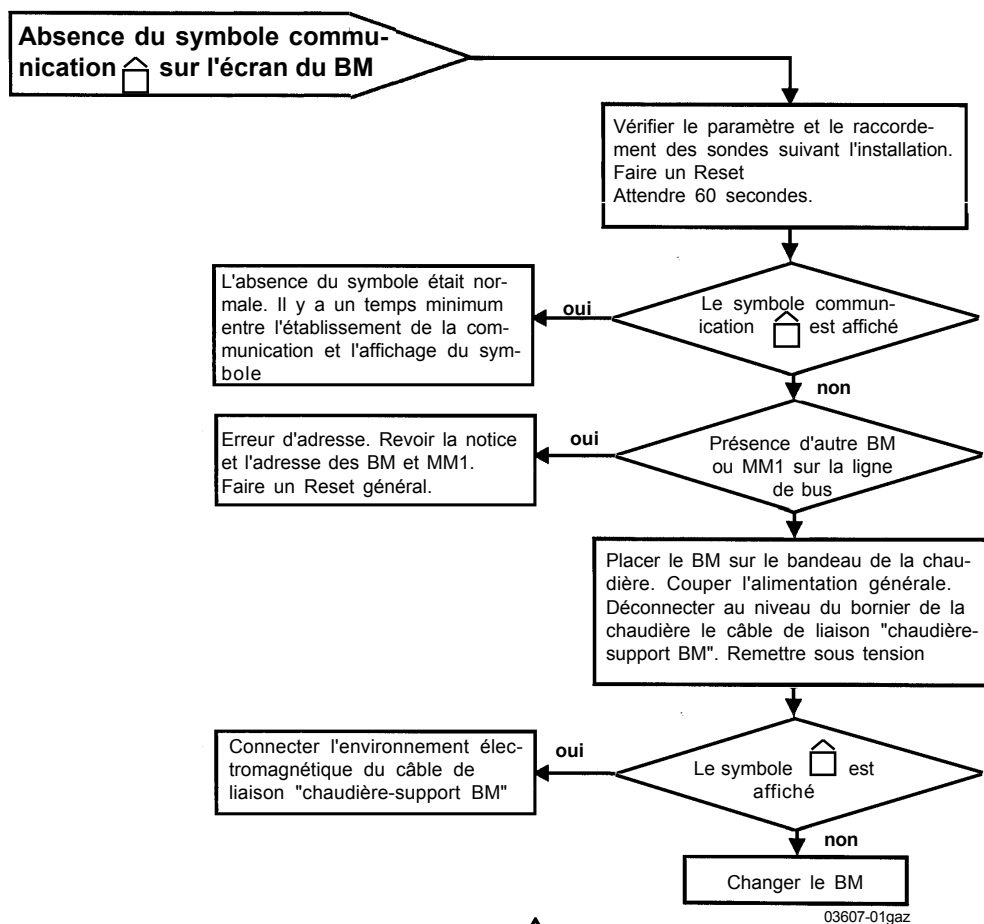 Absence du symbole commu-
nication sur l'écran du BM
Vérifier le paramètre et le raccorde-
ment des sondes suivant l'installation.
Faire un Reset
Attendre 60 secondes.
L'absence du symbole était nor-
male. Il y a un temps minimum
entre l'établissement de la com-
munication et l'affichage du sym-
bole
oui
Le symbole commun-
ication est affiché
non
Erreur d'adresse. Revoir la notice
et l'adresse des BM et MM1.
Faire un Reset général.
oui
Présence d'autre BM
ou MM1 sur la ligne
de bus
Placer le BM sur le bandeau de la chau-
dière. Couper l'alimentation générale.
Déconnecter au niveau du bornier de la
chaudière le câble de liaison "chaudière-
support BM". Remettre sous tension
Connecter l'environnement élec-
tromagnétique du câble de
liaison "chaudière-support BM"
oui
Le symbole est
affiché
non
Changer le BM
03607-01gaz